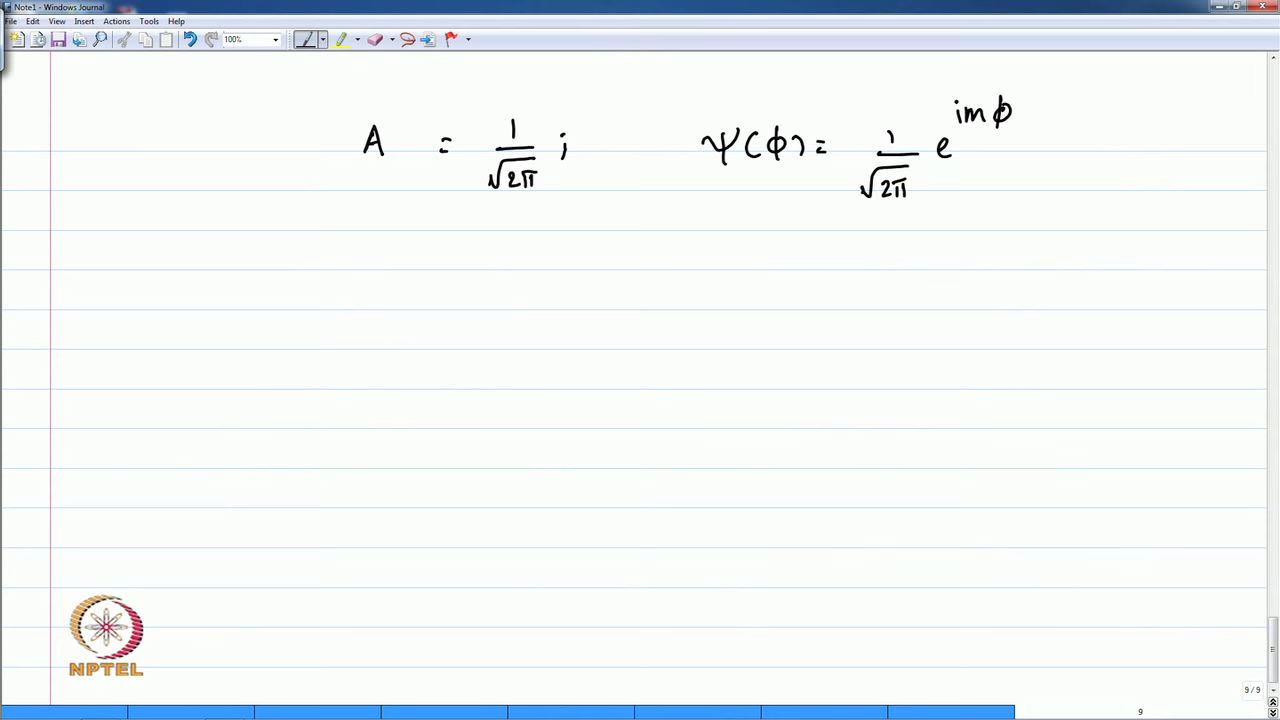 Note1 - Windows Journal
File Edit View Insert Actions Tools Help
100%
A = 1/√2π ; ψ(ϕ) = 1/√2π e^imϕ
NPTEL
9 / 9
9